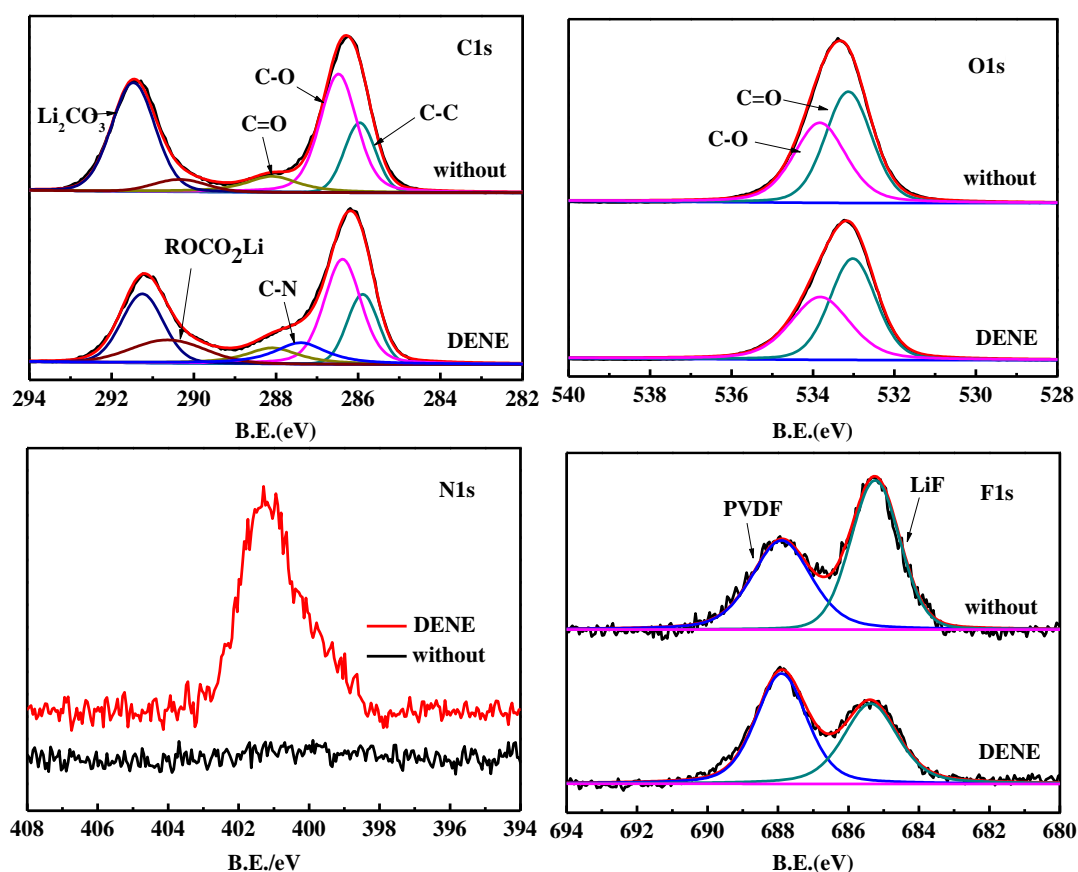 C1s
C-O
Li2CO3
C=O
C-C
without
ROCO2Li
C-N
DENE
294 292 290 288 286 284 282
B.E.(eV)
O1s
C=O
C-O
without
DENE
540 538 536 534 532 530 528
B.E.(eV)
N1s
DENE
without
408 406 404 402 400 398 396 394
B.E./eV
F1s
LiF
PVDF
without
DENE
694 692 690 688 686 684 682 680
B.E.(eV)